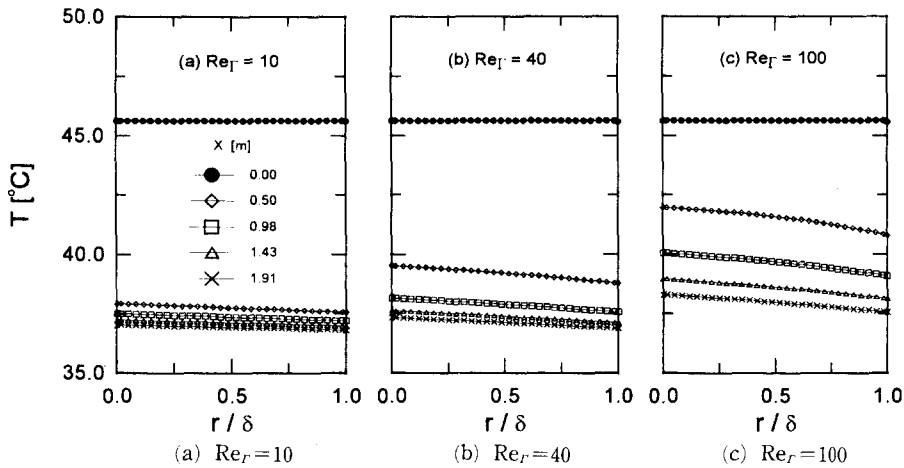 50.0
45.0
40.0
35.0
T [°C]
(a) Re_Γ = 10
X [m]
0.00
0.50
0.98
1.43
1.91
0.0 0.5 1.0
r / δ
(a) Re_Γ=10
(b) Re_Γ = 40
0.0 0.5 1.0
r / δ
(b) Re_Γ=40
(c) Re_Γ = 100
0.0 0.5 1.0
r / δ
(c) Re_Γ=100